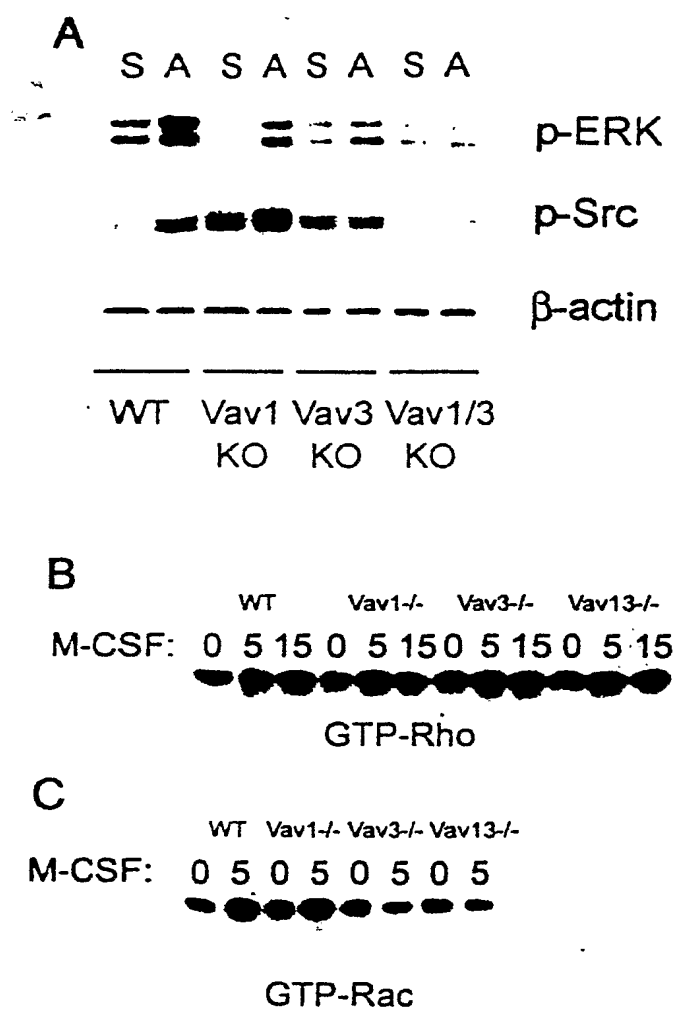 A
S A S A S A S A
p-ERK
p-Src
β-actin
WT Vav1 Vav3 Vav1/3
KO KO KO
B
WT Vav1-/- Vav3-/- Vav13-/-
M-CSF: 0 5 15 0 5 15 0 5 15 0 5 15
GTP-Rho
C
WT Vav1-/- Vav3-/- Vav13-/-
M-CSF: 0 5 0 5 0 5 0 5
GTP-Rac